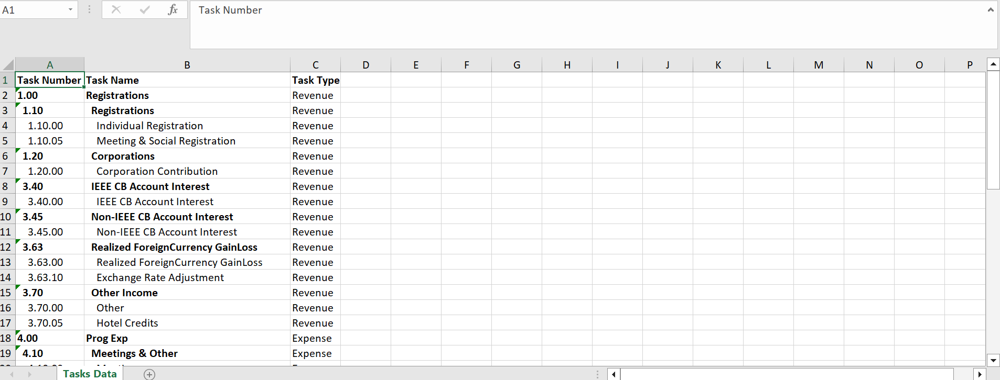 A1 fx Task Number
A B C D E F G H I J K L M N O P
1 Task Number Task Name Task Type
2 1.00 Registrations Revenue
3 1.10 Registrations Revenue
4 1.10.00 Individual Registration Revenue
5 1.10.05 Meeting & Social Registration Revenue
6 1.20 Corporations Revenue
7 1.20.00 Corporation Contribution Revenue
8 3.40 IEEE CB Account Interest Revenue
9 3.40.00 IEEE CB Account Interest Revenue
10 3.45 Non-IEEE CB Account Interest Revenue
11 3.45.00 Non-IEEE CB Account Interest Revenue
12 3.63 Realized ForeignCurrency GainLoss Revenue
13 3.63.00 Realized ForeignCurrency GainLoss Revenue
14 3.63.10 Exchange Rate Adjustment Revenue
15 3.70 Other Income Revenue
16 3.70.00 Other Revenue
17 3.70.05 Hotel Credits Revenue
18 4.00 Prog Exp Expense
19 4.10 Meetings & Other Expense
Tasks Data